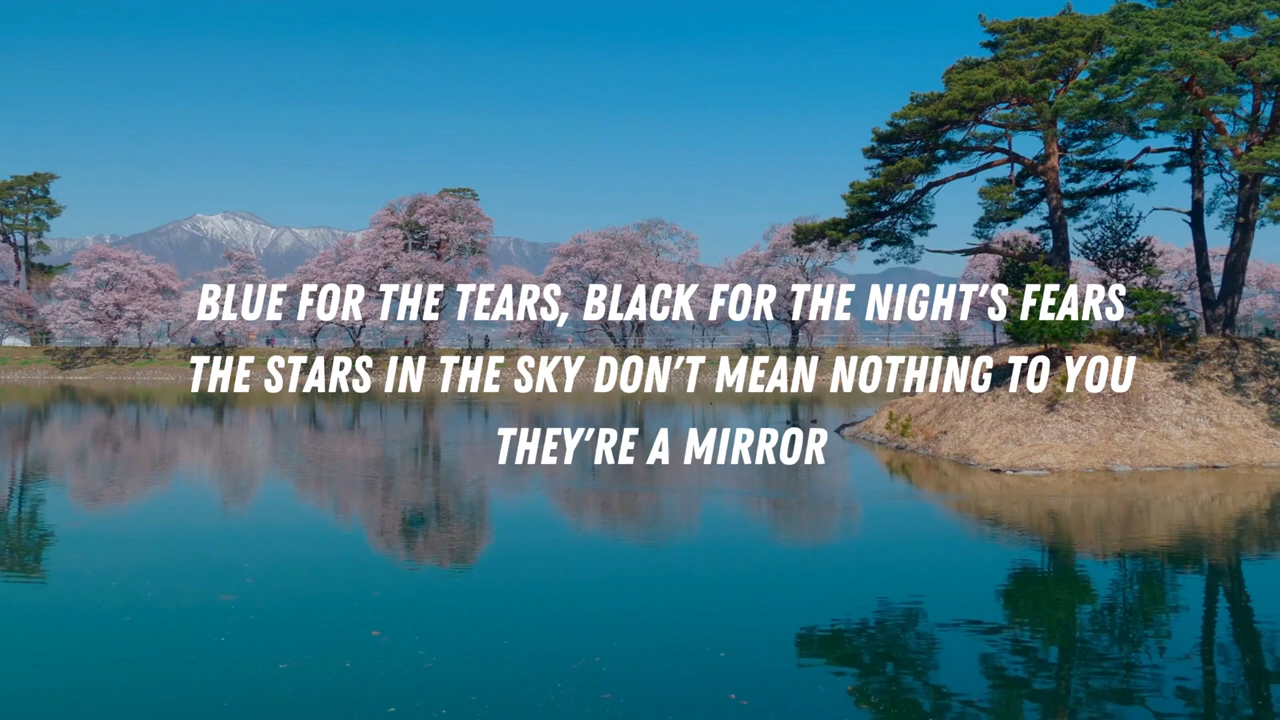 BLUE FOR THE TEARS, BLACK FOR THE NIGHT'S FEARS
THE STARS IN THE SKY DON'T MEAN NOTHING TO YOU
THEY'RE A MIRROR